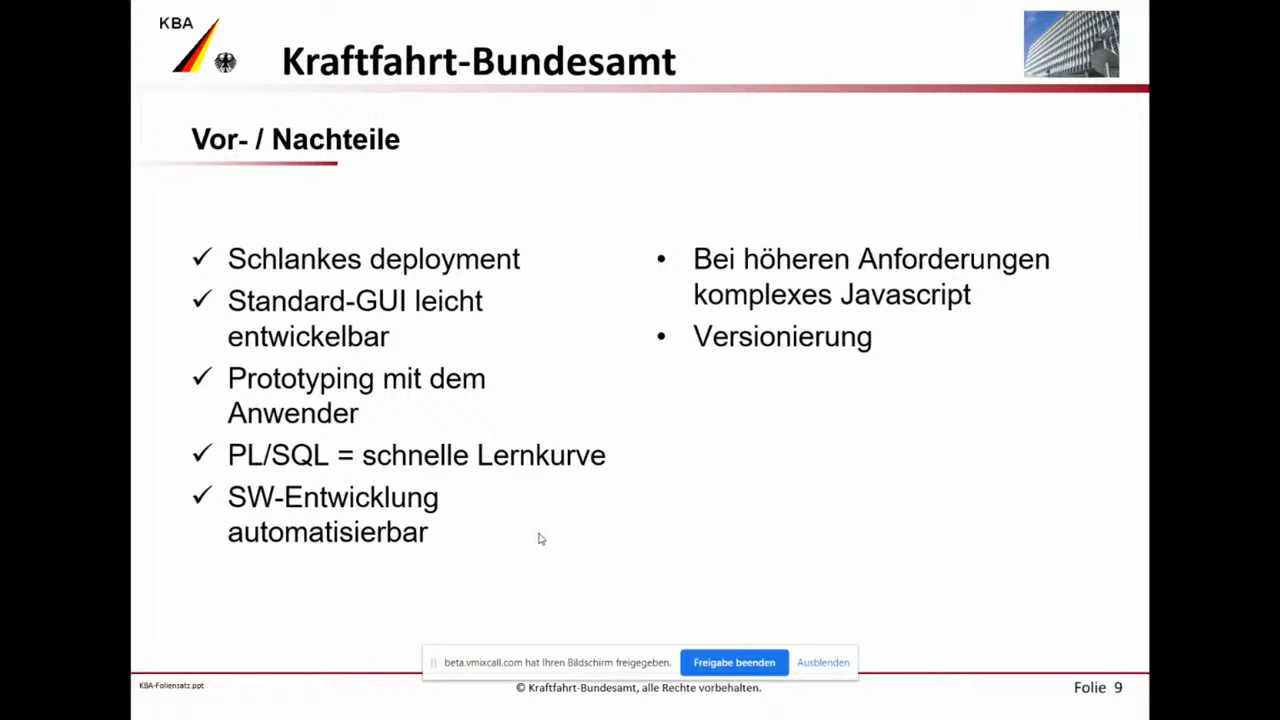 KBA
Kraftfahrt-Bundesamt
Vor- / Nachteile
✓ Schlankes deployment
✓ Standard-GUI leicht
entwickelbar
✓ Prototyping mit dem
Anwender
✓ PL/SQL = schnelle Lernkurve
✓ SW-Entwicklung
automatisierbar
• Bei höheren Anforderungen
komplexes Javascript
• Versionierung
beta.vmixcall.com hat Ihren Bildschirm freigegeben. Freigabe beenden Ausblenden
KBA-Foliensatz.ppt
© Kraftfahrt-Bundesamt, alle Rechte vorbehalten.
Folie 9